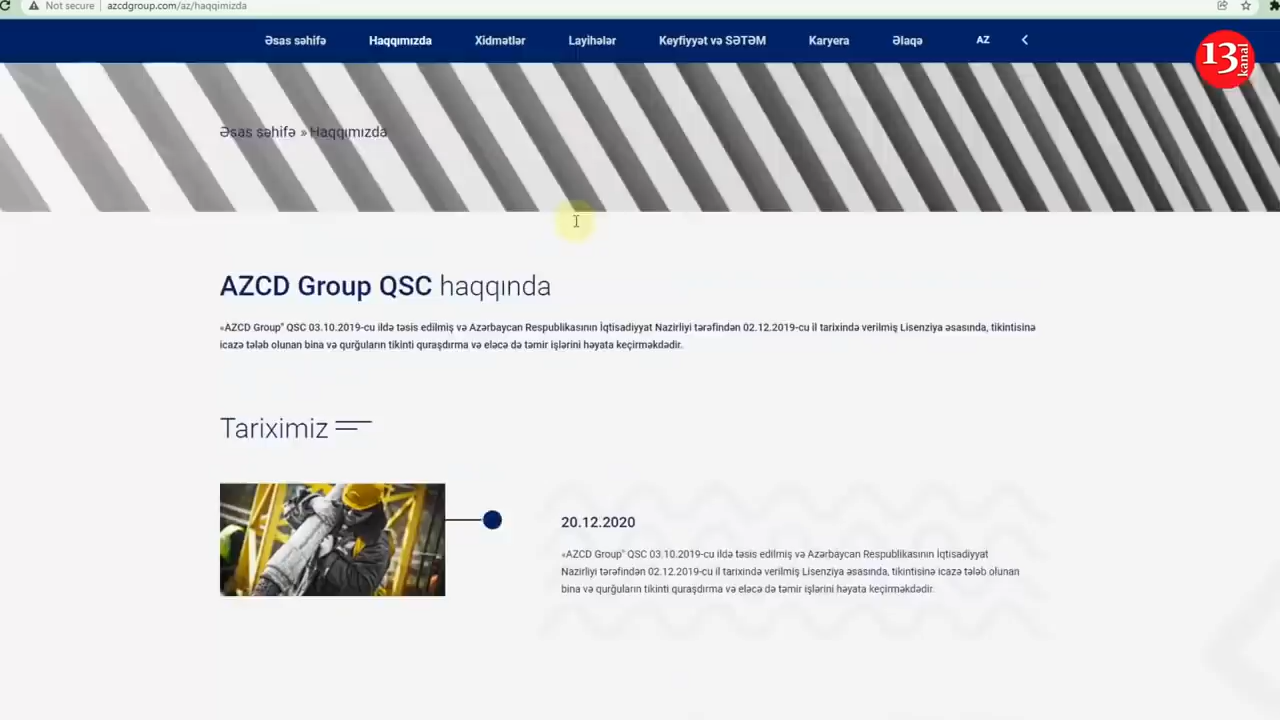 Not secure azcdgroup.com/az/haqqimizda
Əsas səhifə Haqqımızda Xidmətlər Layihələr Keyfiyyət və SƏTƏM Karyera Əlaqə AZ
13 kanal
Əsas səhifə » Haqqımızda
AZCD Group QSC haqqında
«AZCD Group" QSC 03.10.2019-cu ildə təsis edilmiş və Azərbaycan Respublikasının İqtisadiyyat Nazirliyi tərəfindən 02.12.2019-cu il tarixində verilmiş Lisenziya əsasında, tikintisinə
icazə tələb olunan bina və qurğuların tikinti quraşdırma və eləcə də təmir işlərini həyata keçirməkdədir.
Tariximiz
20.12.2020
«AZCD Group" QSC 03.10.2019-cu ildə təsis edilmiş və Azərbaycan Respublikasının İqtisadiyyat
Nazirliyi tərəfindən 02.12.2019-cu il tarixində verilmiş Lisenziya əsasında, tikintisinə icazə tələb olunan
bina və qurğuların tikinti quraşdırma və eləcə də təmir işlərini həyata keçirməkdədir.